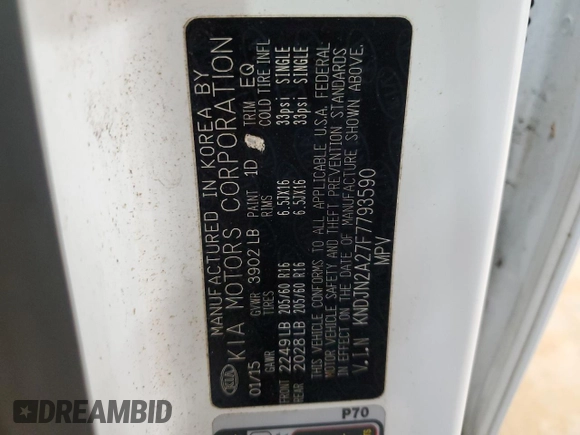 MANUFACTURED IN KOREA BY
KIA KIA MOTORS CORPORATION
01/15 GVWR 3902 LB PAINT 1D TRIM EQ
GAWR TIRES RIMS COLD TIRE INFL
FRONT 2249LB 205/60 R16 6.5JX16 33psi SINGLE
REAR 2028LB 205/60 R16 6.5JX16 33psi SINGLE
THIS VEHICLE CONFORMS TO ALL APPLICABLE U.S.A. FEDERAL
MOTOR VEHICLE SAFETY AND THEFT PREVENTION STANDARDS
IN EFFECT ON THE DATE OF MANUFACTURE SHOWN ABOVE.
V.I.N KNDJN2A27F7793590
MPV
P70
DREAMBID